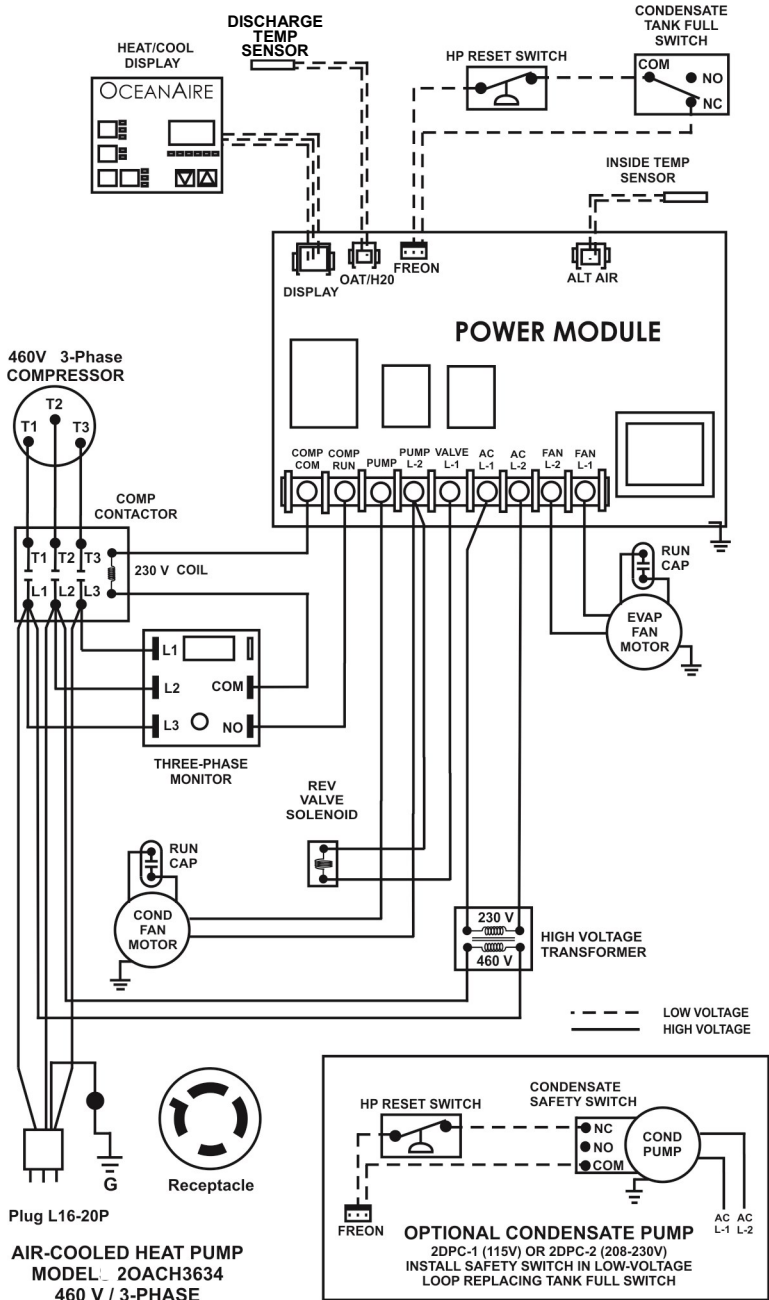 DISCHARGE
TEMP
SENSOR
HEAT/COOL
DISPLAY
OCEANAIRE
HP RESET SWITCH
CONDENSATE
TANK FULL
SWITCH
COM
NO
NC
INSIDE TEMP
SENSOR
DISPLAY
OAT/H20
FREON
ALT AIR
POWER MODULE
460V 3-Phase
COMPRESSOR
T1
T2
T3
COMP
COM
COMP
RUN
PUMP
PUMP
L-2
VALVE
L-1
AC
L-1
AC
L-2
FAN
L-2
FAN
L-1
COMP
CONTACTOR
T1 T2 T3
230 V COIL
L1 L2 L3
RUN
CAP
EVAP
FAN
MOTOR
L1
L2
COM
L3
NO
THREE-PHASE
MONITOR
REV
VALVE
SOLENOID
RUN
CAP
COND
FAN
MOTOR
230 V
460 V
HIGH VOLTAGE
TRANSFORMER
LOW VOLTAGE
HIGH VOLTAGE
G
Plug L16-20P
Receptacle
AIR-COOLED HEAT PUMP
MODEL: 2OACH3634
460 V / 3-PHASE
HP RESET SWITCH
CONDENSATE
SAFETY SWITCH
NC
NO
COM
COND
PUMP
FREON
AC
L-1
AC
L-2
OPTIONAL CONDENSATE PUMP
2DPC-1 (115V) OR 2DPC-2 (208-230V)
INSTALL SAFETY SWITCH IN LOW-VOLTAGE
LOOP REPLACING TANK FULL SWITCH